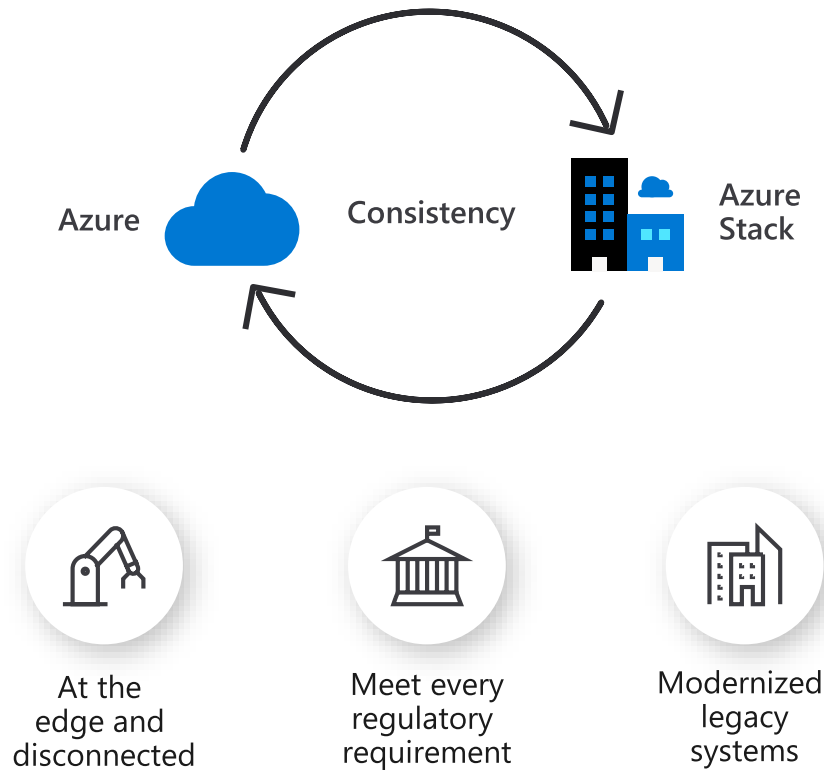 Azure
Consistency
Azure
Stack
At the
edge and
disconnected
Meet every
regulatory
requirement
Modernized
legacy
systems